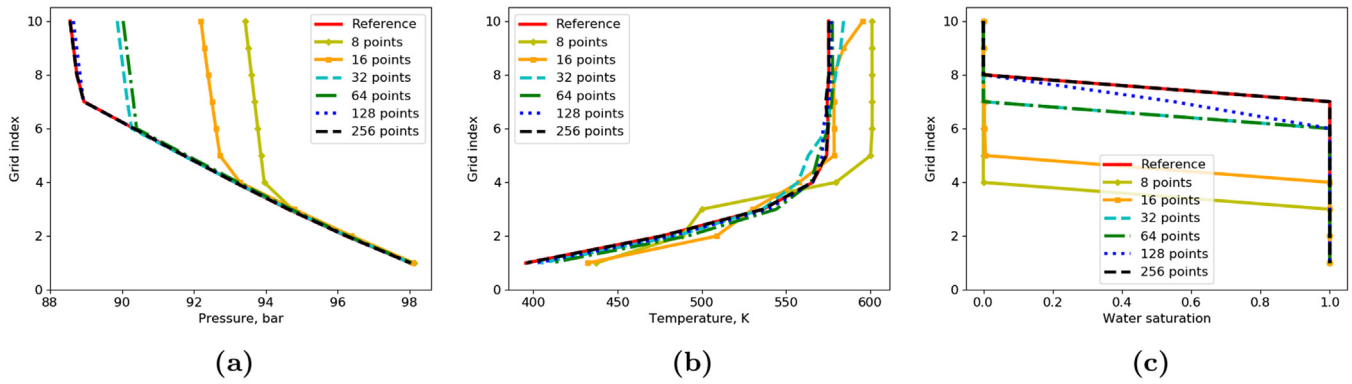 10
8
6
4
2
0
Grid index
88
90
92
94
96
98
Pressure, bar
Reference
8 points
16 points
32 points
64 points
128 points
256 points
(a)
10
8
6
4
2
0
Grid index
400
450
500
550
600
Temperature, K
Reference
8 points
16 points
32 points
64 points
128 points
256 points
(b)
10
8
6
4
2
0
Grid index
0.0
0.2
0.4
0.6
0.8
1.0
Water saturation
Reference
8 points
16 points
32 points
64 points
128 points
256 points
(c)